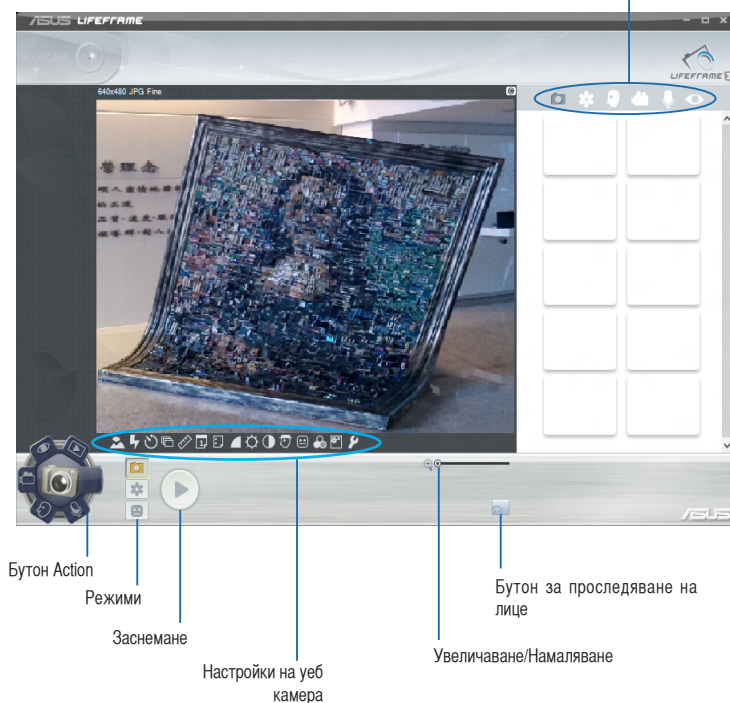 ASUS LIFEFRAME
WEBCAM
LIFEFRAME 3
640x480 JPG Fine
ASUS
Бутон Action
Режими
Заснемане
Настройки на уеб
камера
Увеличаване/Намаляване
Бутон за проследяване на
лице